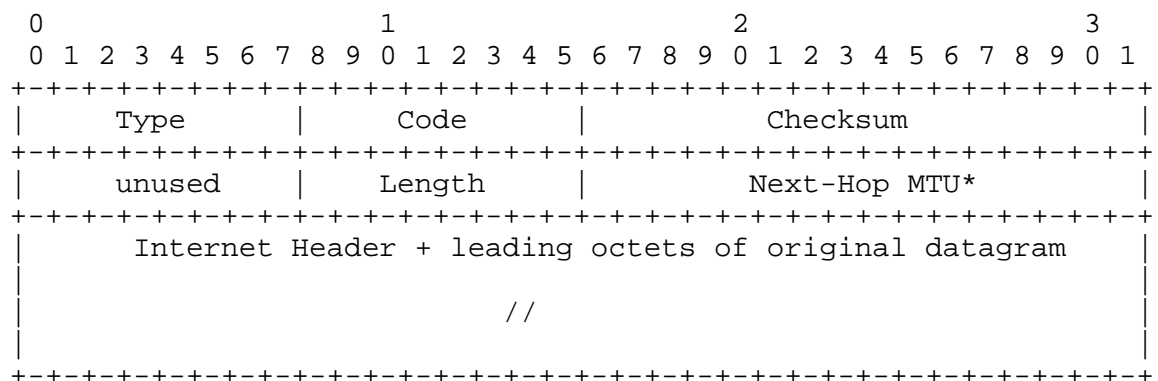 0                   1                   2                   3
 0 1 2 3 4 5 6 7 8 9 0 1 2 3 4 5 6 7 8 9 0 1 2 3 4 5 6 7 8 9 0 1
+-+-+-+-+-+-+-+-+-+-+-+-+-+-+-+-+-+-+-+-+-+-+-+-+-+-+-+-+-+-+-+-+
|     Type      |     Code      |          Checksum             |
+-+-+-+-+-+-+-+-+-+-+-+-+-+-+-+-+-+-+-+-+-+-+-+-+-+-+-+-+-+-+-+-+
|     unused    |    Length     |         Next-Hop MTU*         |
+-+-+-+-+-+-+-+-+-+-+-+-+-+-+-+-+-+-+-+-+-+-+-+-+-+-+-+-+-+-+-+-+
|      Internet Header + leading octets of original datagram    |
|                                                               |
|                           //                                  |
|                                                               |
+-+-+-+-+-+-+-+-+-+-+-+-+-+-+-+-+-+-+-+-+-+-+-+-+-+-+-+-+-+-+-+-+